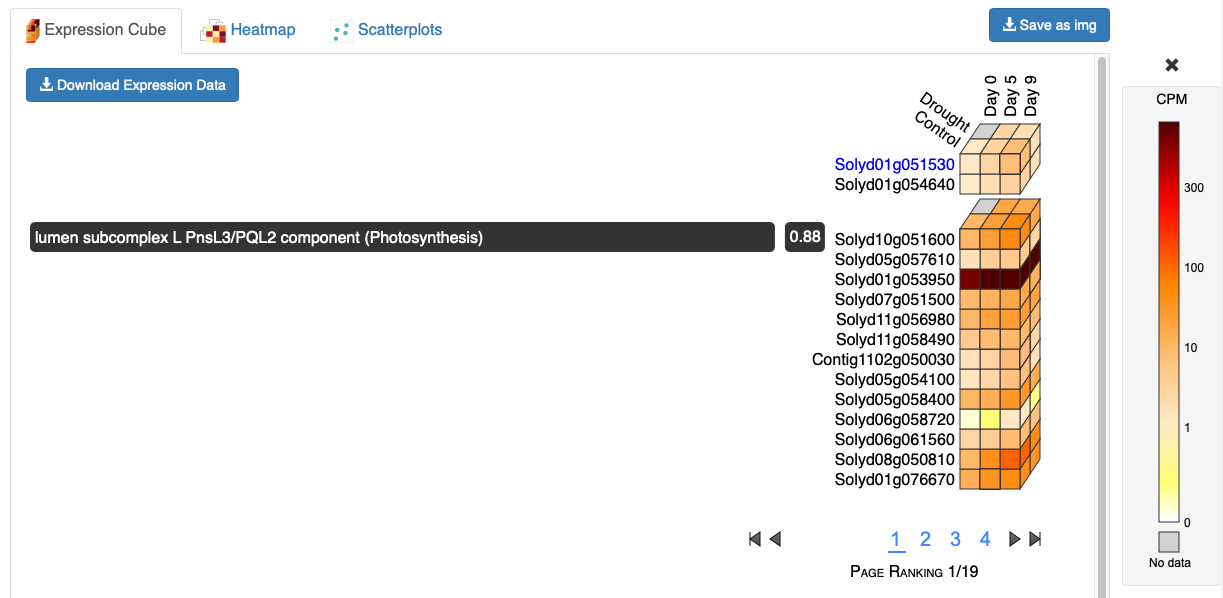 Expression Cube
Heatmap
Scatterplots
Save as img
Download Expression Data
Drought
Control
Day 0
Day 5
Day 9
Solyd01g051530
Solyd01g054640
lumen subcomplex L PnsL3/PQL2 component (Photosynthesis)
0.88
Solyd10g051600
Solyd05g057610
Solyd01g053950
Solyd07g051500
Solyd11g056980
Solyd11g058490
Contig1102g050030
Solyd05g054100
Solyd05g058400
Solyd06g058720
Solyd06g061560
Solyd08g050810
Solyd01g076670
1 2 3 4
Page Ranking 1/19
CPM
300
100
10
1
0
No data